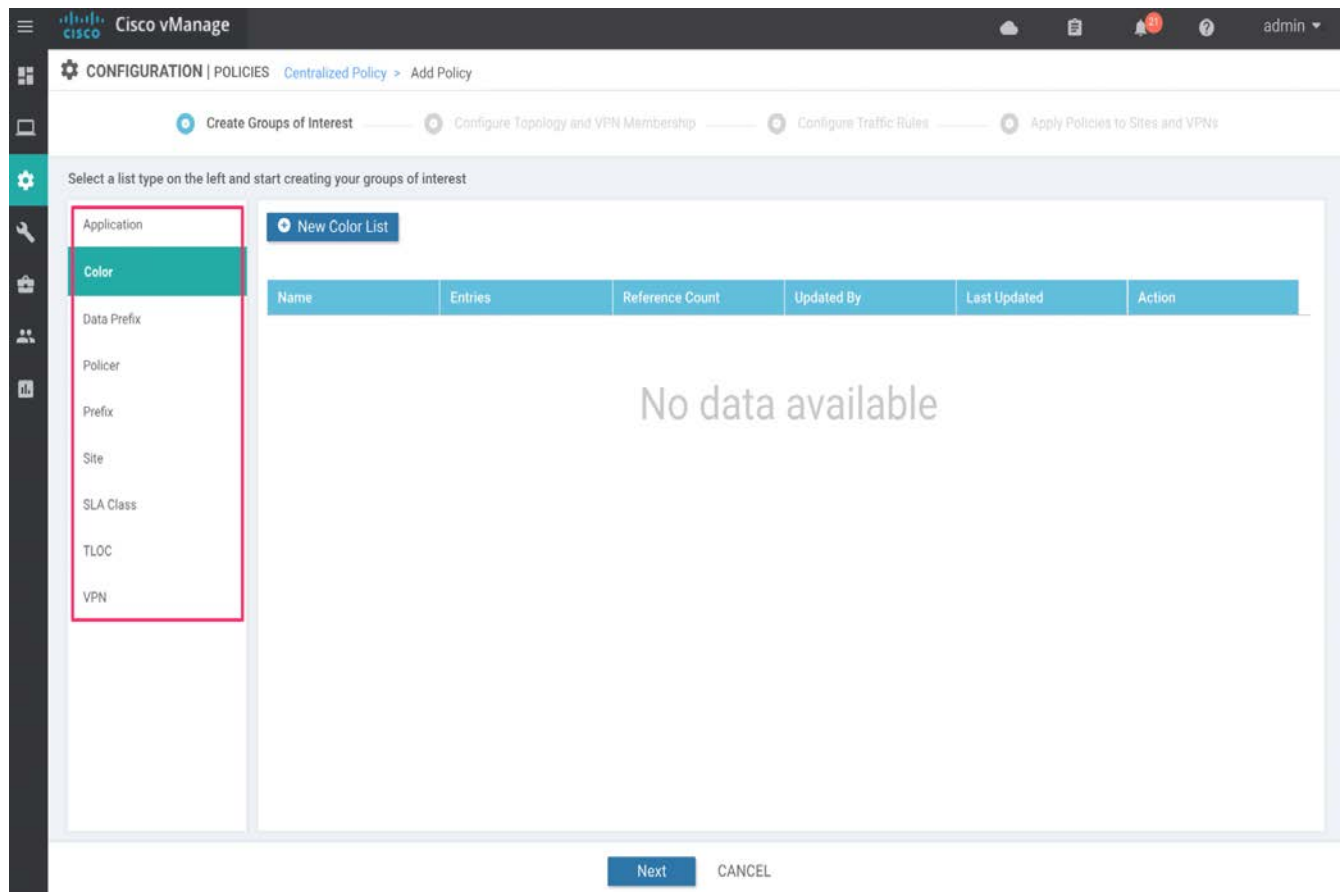 CISCO Cisco vManage 21 admin
CONFIGURATION | POLICIES Centralized Policy > Add Policy
Create Groups of Interest Configure Topology and VPN Membership Configure Traffic Rules Apply Policies to Sites and VPNs
Select a list type on the left and start creating your groups of interest
Application
Color
Data Prefix
Policer
Prefix
Site
SLA Class
TLOC
VPN
New Color List
Name Entries Reference Count Updated By Last Updated Action
No data available
Next CANCEL